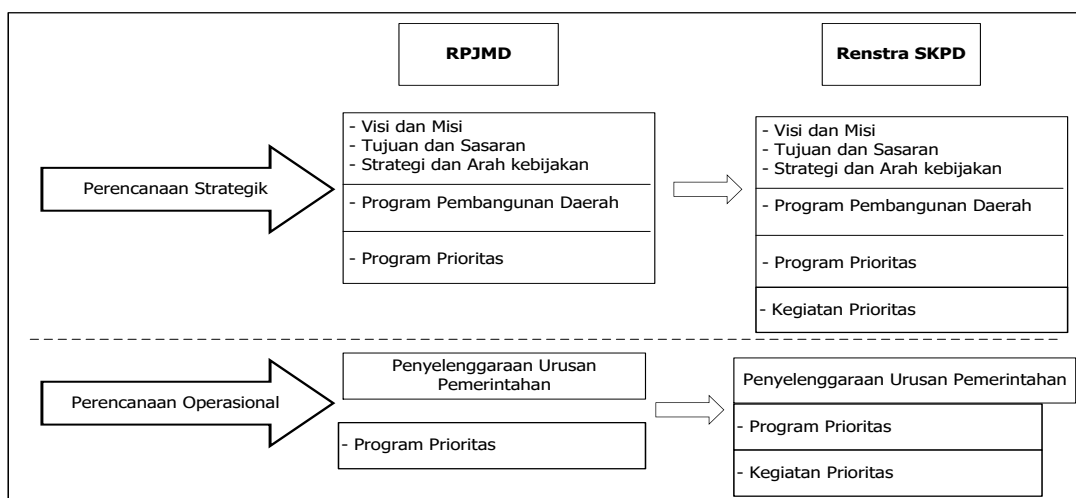 RPJMD
Renstra SKPD
Perencanaan Strategik
- Visi dan Misi
- Tujuan dan Sasaran
- Strategi dan Arah kebijakan
- Program Pembangunan Daerah
- Program Prioritas
- Visi dan Misi
- Tujuan dan Sasaran
- Strategi dan Arah kebijakan
- Program Pembangunan Daerah
- Program Prioritas
- Kegiatan Prioritas
Perencanaan Operasional
Penyelenggaraan Urusan
Pemerintahan
- Program Prioritas
Penyelenggaraan Urusan Pemerintahan
- Program Prioritas
- Kegiatan Prioritas